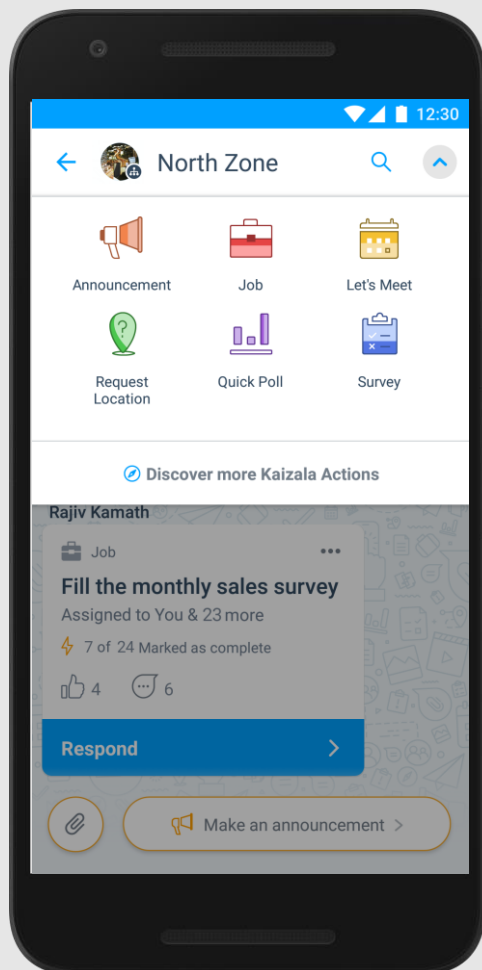 12:30
North Zone
Announcement
Job
Let's Meet
Request
Location
Quick Poll
Survey
Discover more Kaizala Actions
Rajiv Kamath
Job
Fill the monthly sales survey
Assigned to You & 23 more
7 of 24 Marked as complete
4
6
Respond
Make an announcement